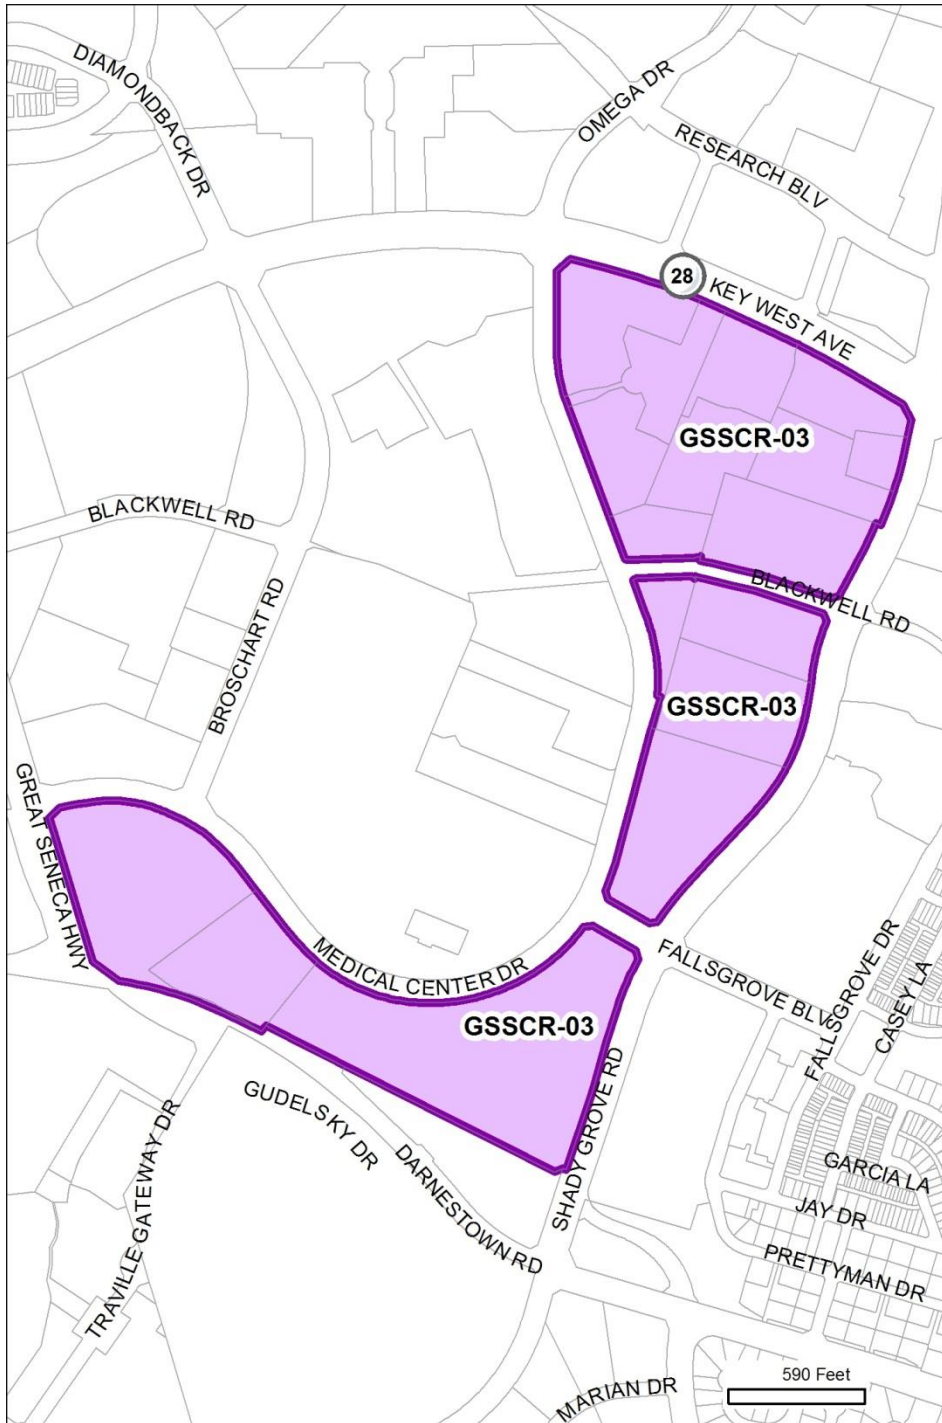 DIAMONDBACK DR
OMEGA DR
RESEARCH BLV
28
KEY WEST AVE
GSSCR-03
BLACKWELL RD
BLACKWELL RD
BROSCHART RD
GSSCR-03
GREAT SENECA HWY
MEDICAL CENTER DR
FALLSGROVE BLV
FALLSGROVE DR
CASEY LA
GSSCR-03
SHADY GROVE RD
GUDELSKY DR
DARNESTOWN RD
TRAVILLE GATEWAY DR
GARCIA LA
JAY DR
PRETTYMAN DR
590 Feet
MARIAN DR